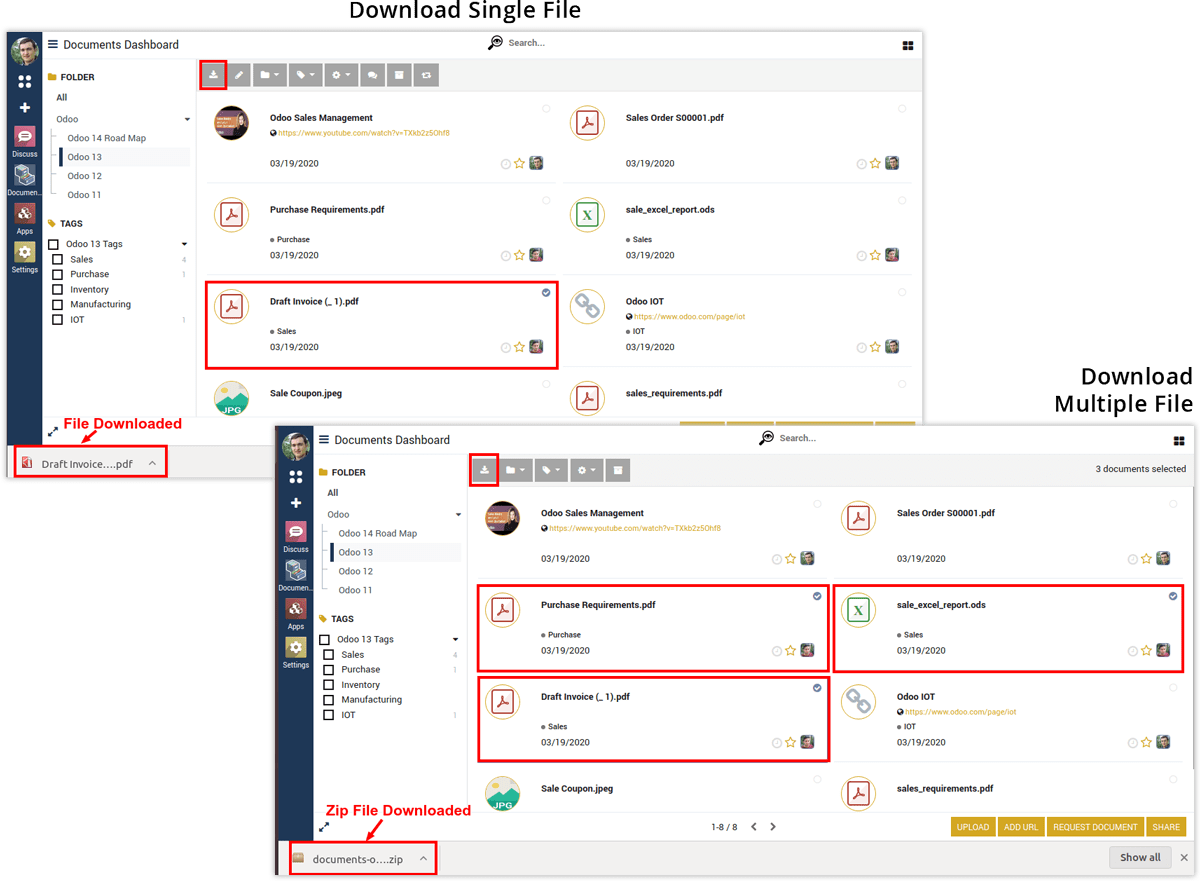 Download Single File
Documents Dashboard
Search...
FOLDER
All
Odoo
Odoo 14 Road Map
Odoo 13
Odoo 12
Odoo 11
TAGS
Odoo 13 Tags
Sales 4
Purchase 1
Inventory
Manufacturing
IOT 1
Discuss
Documen...
Apps
Settings
Odoo Sales Management
https://www.youtube.com/watch?v=TXkb2z5Ohf8
03/19/2020
Sales Order S00001.pdf
03/19/2020
Purchase Requirements.pdf
Purchase
03/19/2020
sale_excel_report.ods
Sales
03/19/2020
Draft Invoice (_ 1).pdf
Sales
03/19/2020
Odoo IOT
https://www.odoo.com/page/iot
IOT
03/19/2020
Sale Coupon.jpeg
JPG
sales_requirements.pdf
File Downloaded
Draft Invoice....pdf
Download
Multiple File
Documents Dashboard
Search...
3 documents selected
FOLDER
All
Odoo
Odoo 14 Road Map
Odoo 13
Odoo 12
Odoo 11
TAGS
Odoo 13 Tags
Sales 4
Purchase 1
Inventory
Manufacturing
IOT 1
Discuss
Documen...
Apps
Settings
Odoo Sales Management
https://www.youtube.com/watch?v=TXkb2z5Ohf8
03/19/2020
Sales Order S00001.pdf
03/19/2020
Purchase Requirements.pdf
Purchase
03/19/2020
sale_excel_report.ods
Sales
03/19/2020
Draft Invoice (_ 1).pdf
Sales
03/19/2020
Odoo IOT
https://www.odoo.com/page/iot
IOT
03/19/2020
Sale Coupon.jpeg
JPG
sales_requirements.pdf
Zip File Downloaded
1-8 / 8
UPLOAD
ADD URL
REQUEST DOCUMENT
SHARE
documents-o....zip
Show all